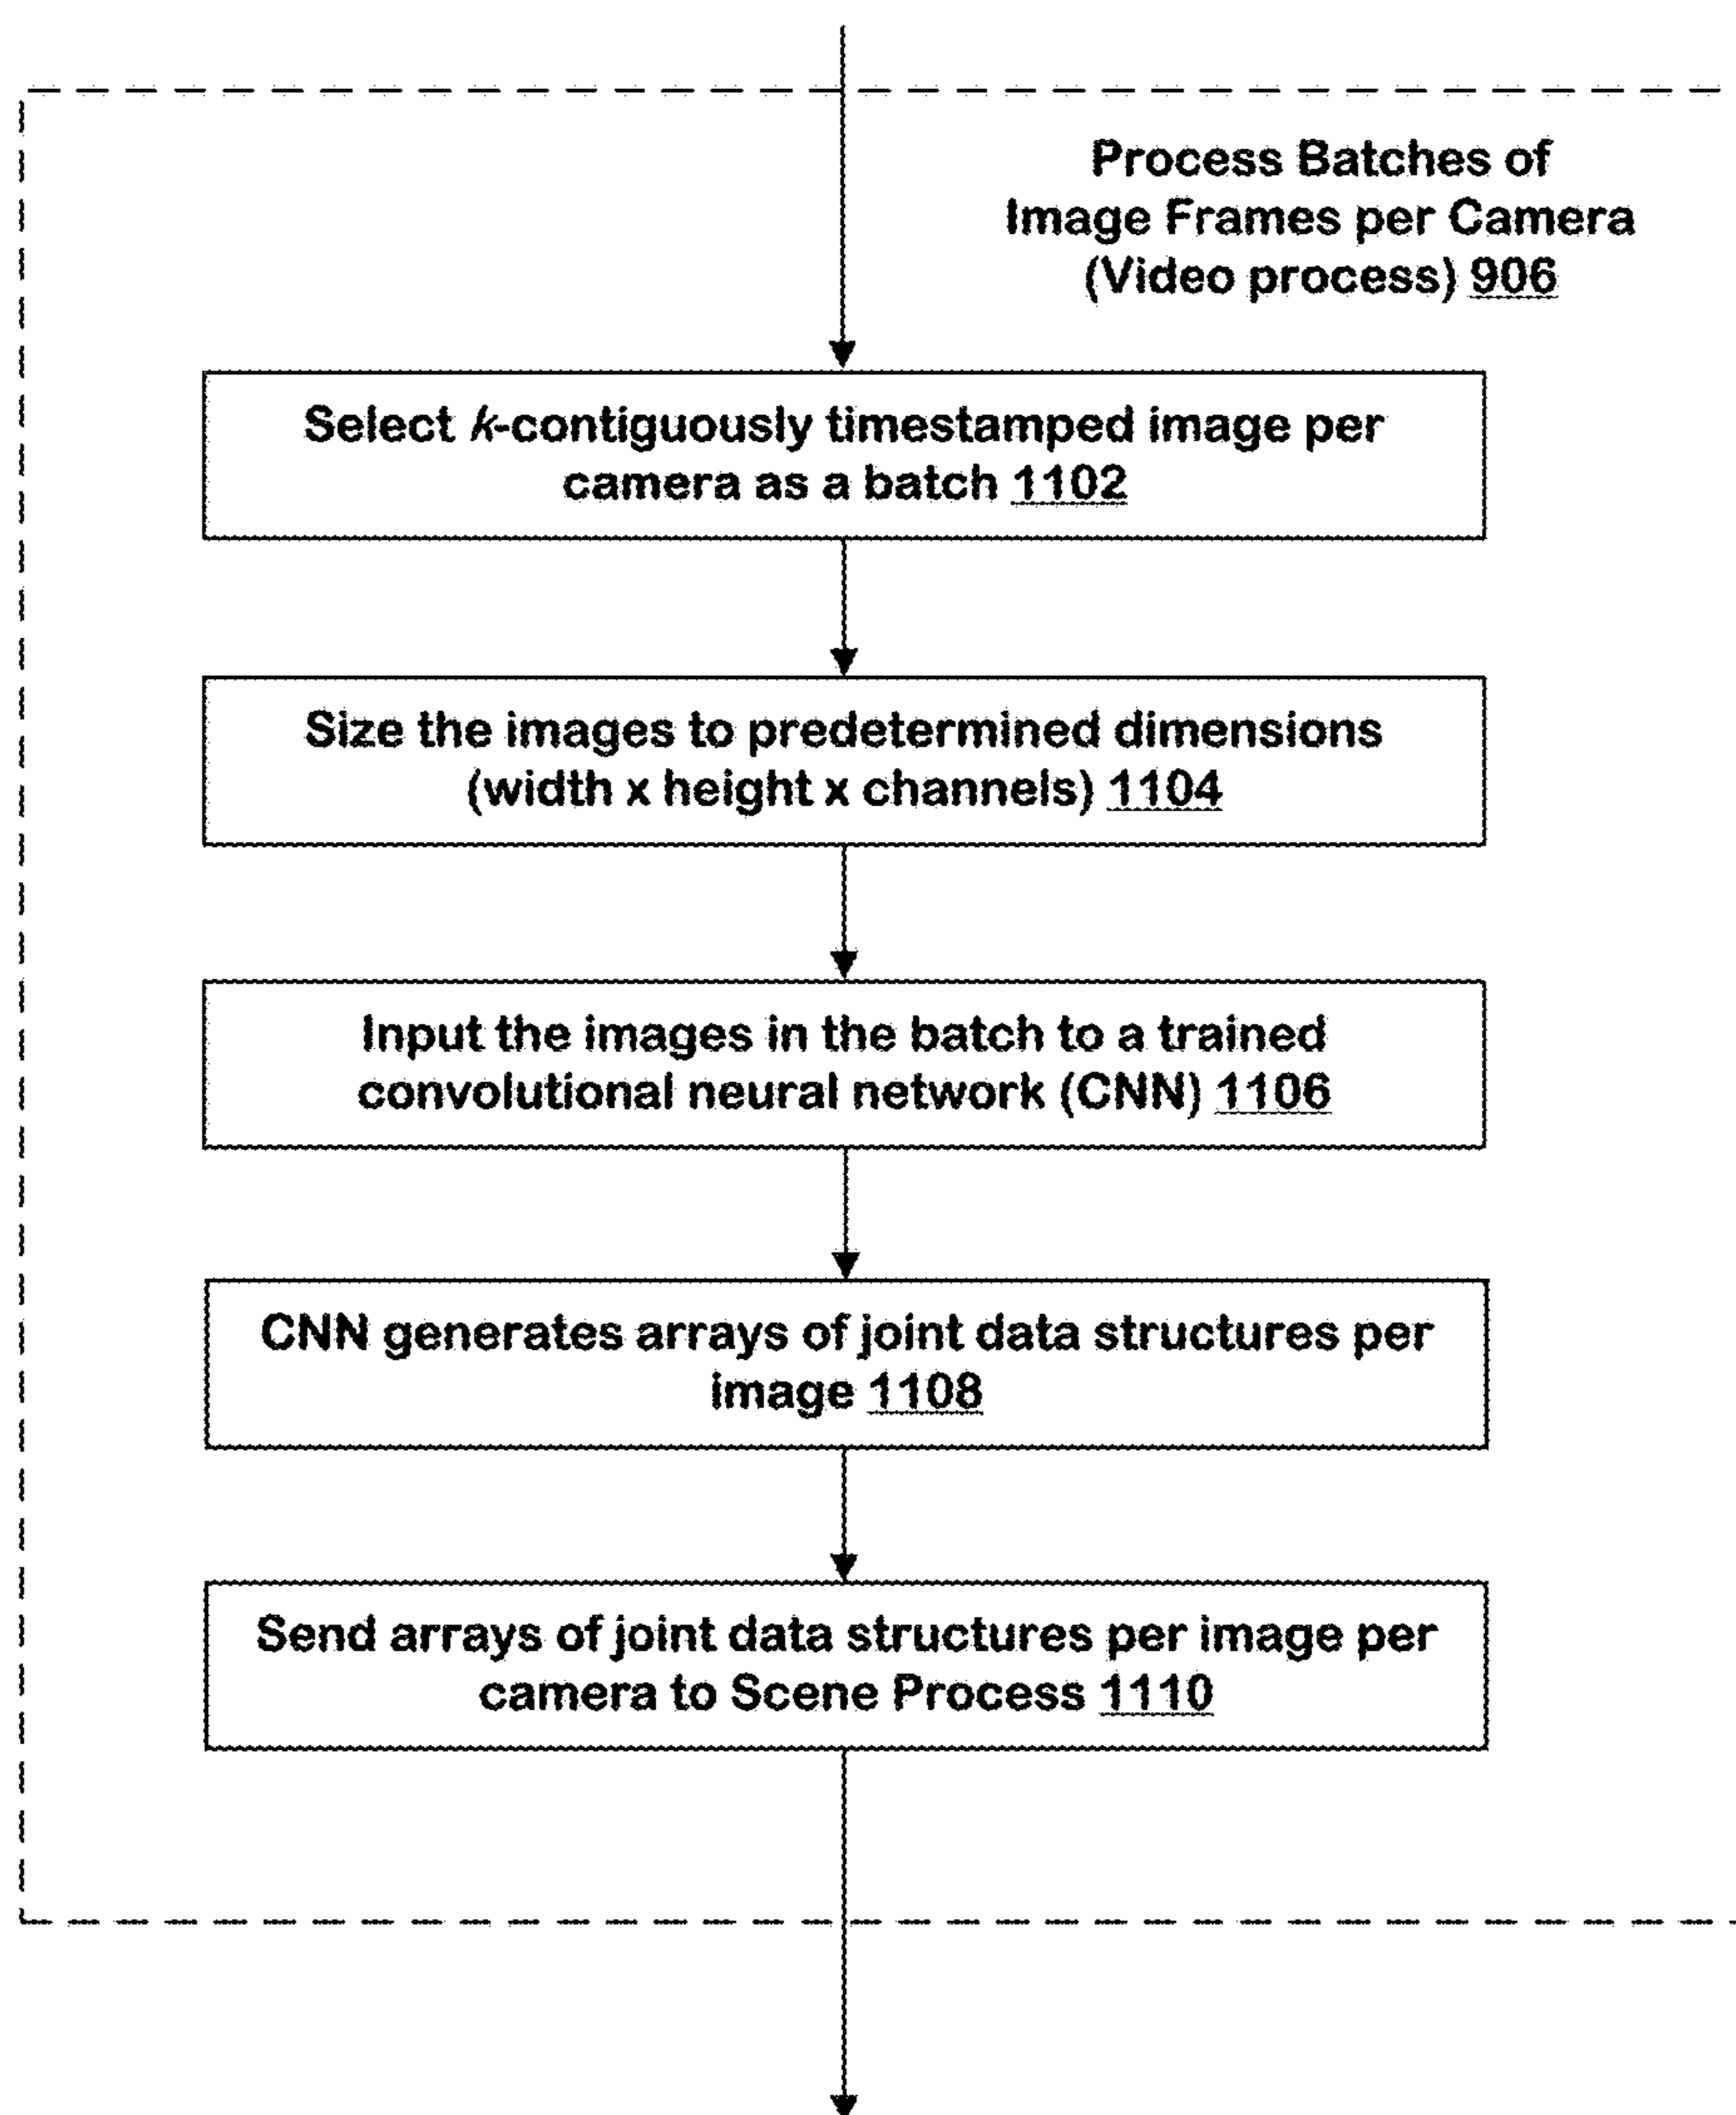 Process Batches of
Image Frames per Camera
(Video process) 906
Select k-contiguously timestamped image per
camera as a batch 1102
Size the images to predetermined dimensions
(width x height x channels) 1104
Input the images in the batch to a trained
convolutional neural network (CNN) 1106
CNN generates arrays of joint data structures per
image 1108
Send arrays of joint data structures per image per
camera to Scene Process 1110